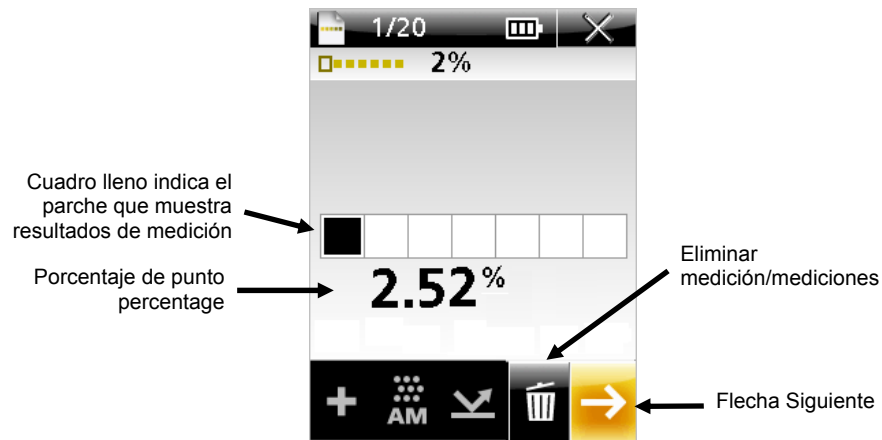 1/20
2%
Cuadro lleno indica el
parche que muestra
resultados de medición
Porcentaje de punto
percentage
2.52%
Eliminar
medición/mediciones
AM
Flecha Siguiente